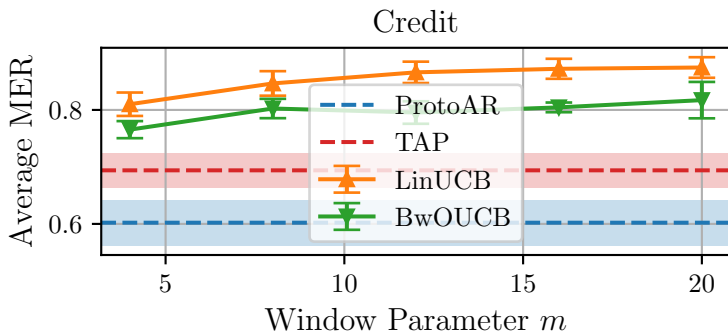 Credit
Average MER
0.8
0.6
ProtoAR
TAP
LinUCB
BwOUCB
5
10
15
20
Window Parameter m